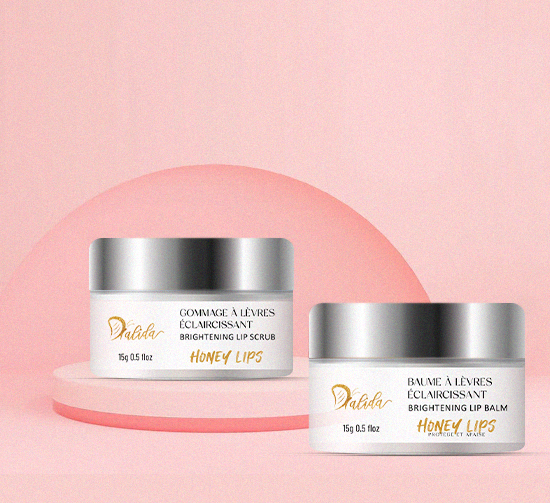 Dalida
15g 0.5 floz
GOMMAGE À LÈVRES
ÉCLAIRCISSANT
BRIGHTENING LIP SCRUB
HONEY LIPS
Dalida
15g 0.5 floz
BAUME À LÈVRES
ÉCLAIRCISSANT
BRIGHTENING LIP BALM
HONEY LIPS
PROTÈGE ET APAISE